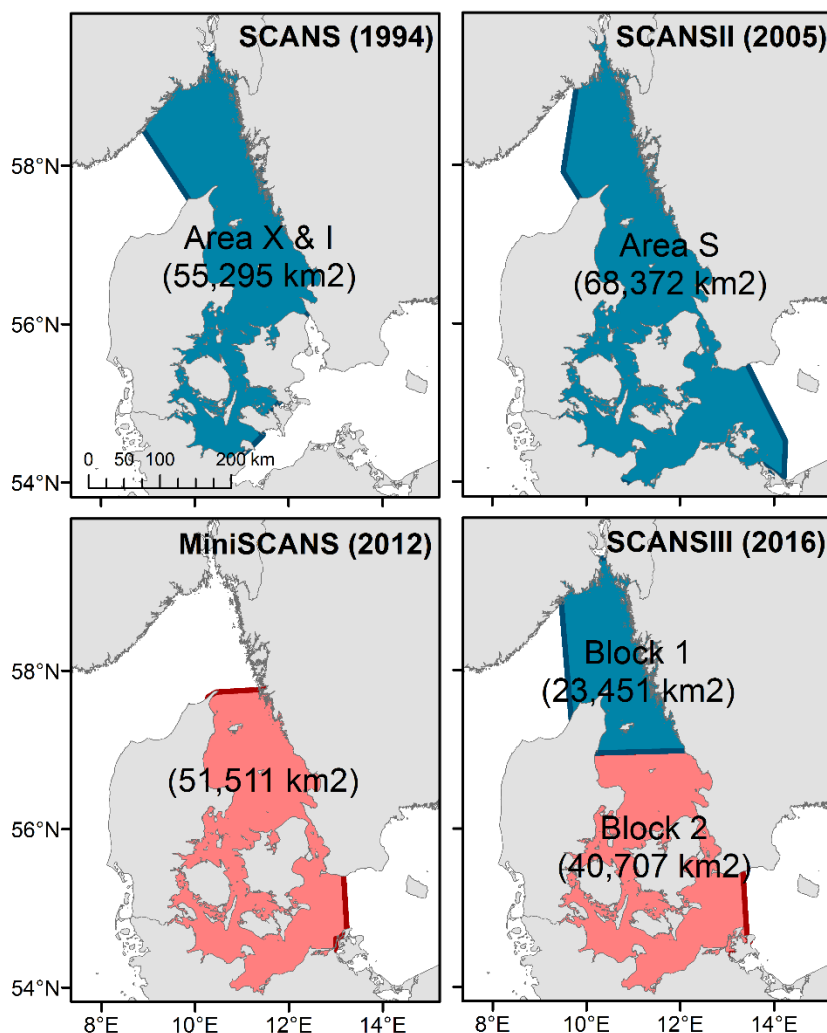 SCANS (1994)
SCANSII (2005)
58°N
Area X & I
(55,295 km2)
Area S
(68,372 km2)
56°N
0 50 100 200 km
54°N
MiniSCANS (2012)
SCANSIII (2016)
58°N
Block 1
(23,451 km2)
(51,511 km2)
56°N
Block 2
(40,707 km2)
54°N
8°E 10°E 12°E 14°E
8°E 10°E 12°E 14°E